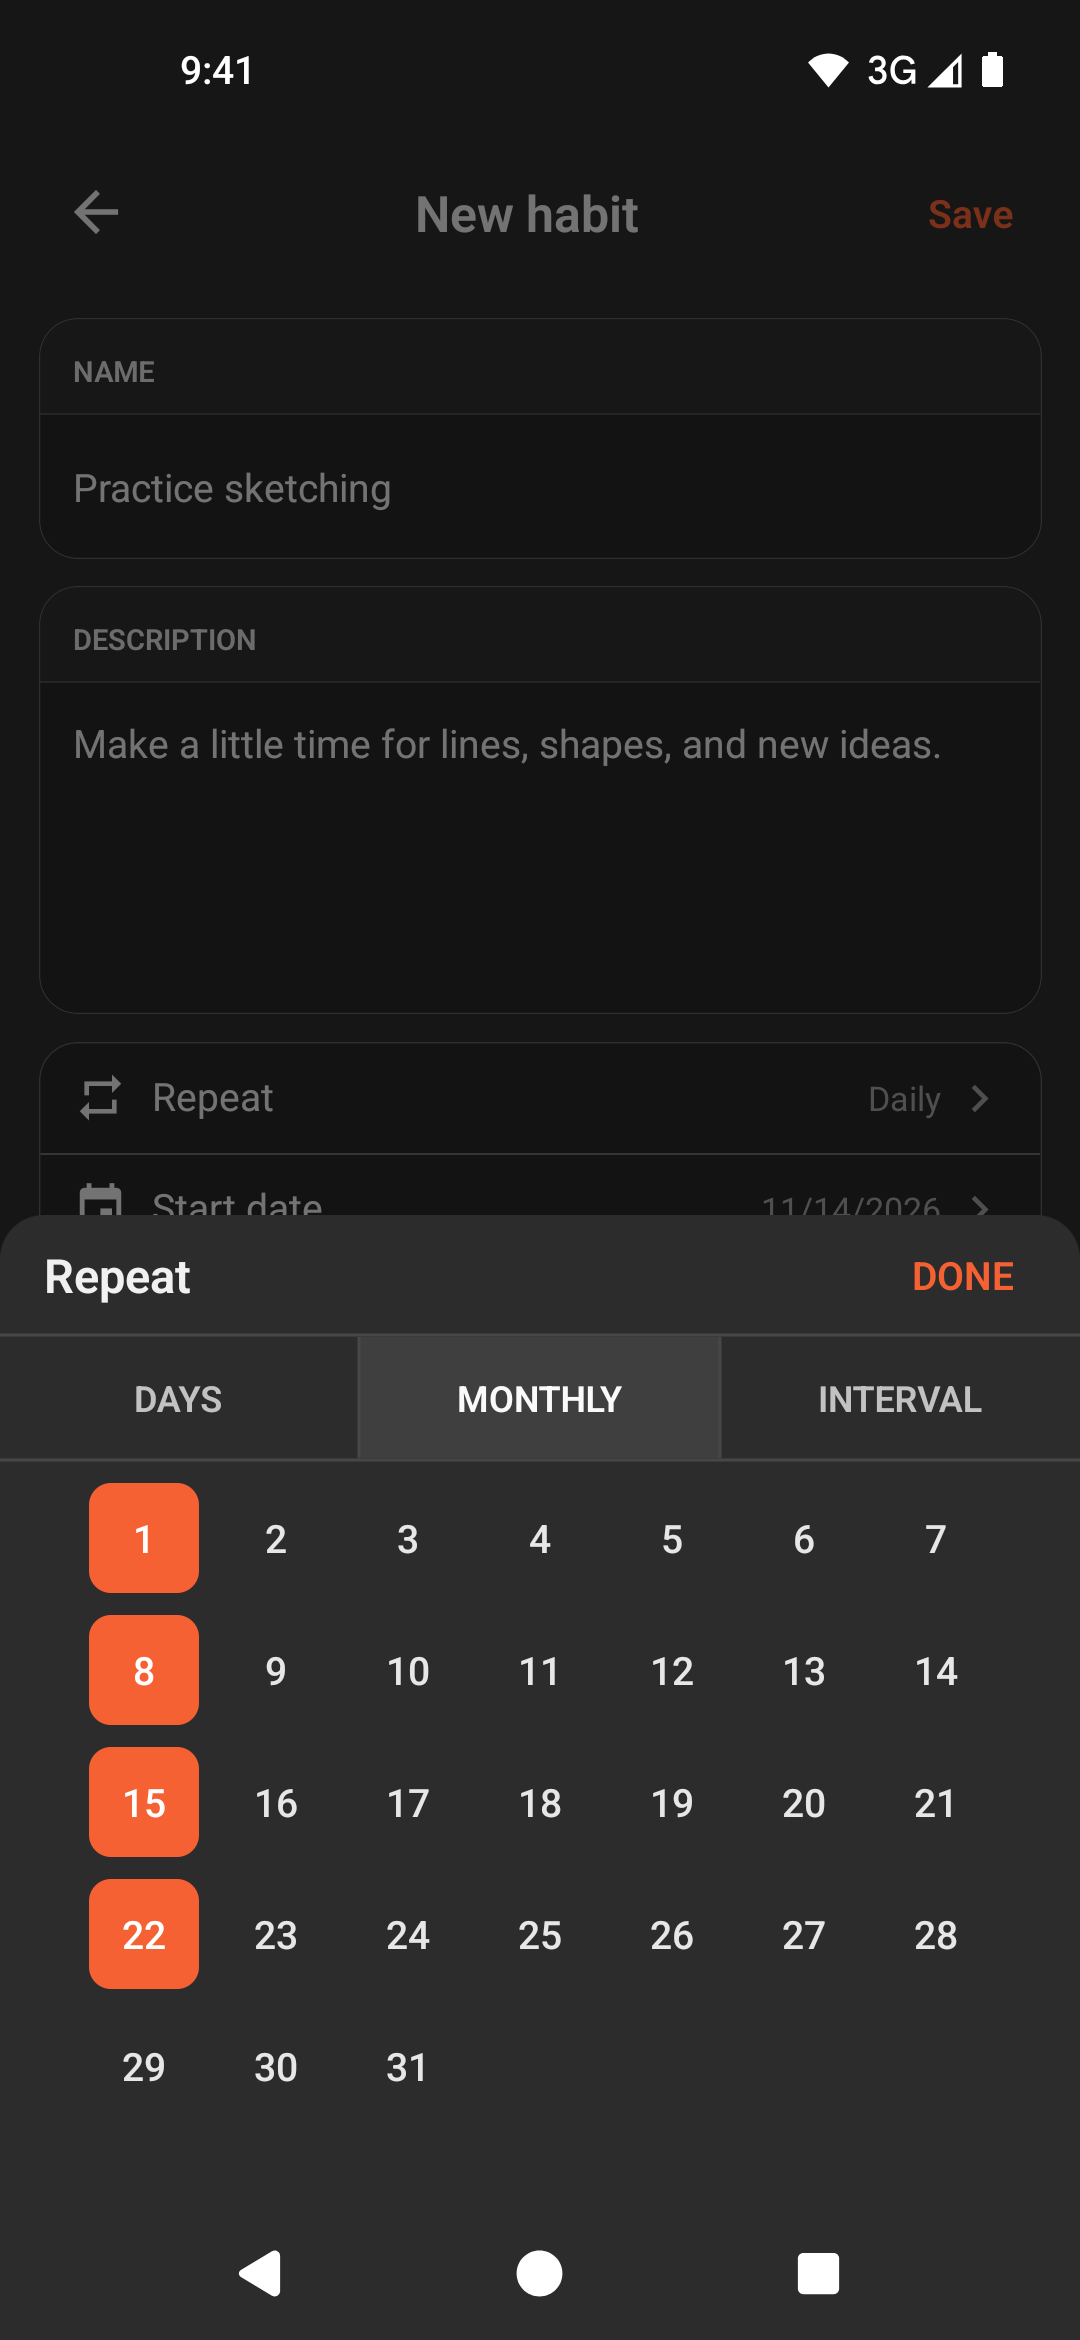 9:41
3G
New habit
Save
NAME
Practice sketching
DESCRIPTION
Make a little time for lines, shapes, and new ideas.
Repeat
Daily
Start date
11/14/2026
Repeat
DONE
DAYS
MONTHLY
INTERVAL
1 2 3 4 5 6 7
8 9 10 11 12 13 14
15 16 17 18 19 20 21
22 23 24 25 26 27 28
29 30 31